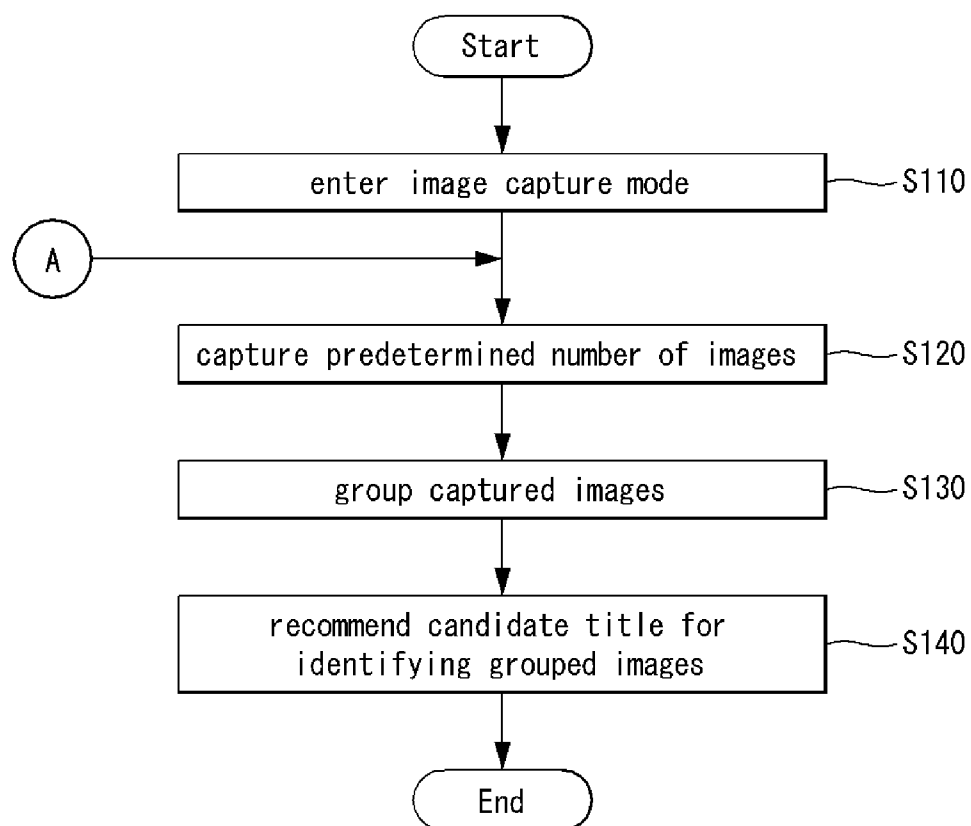 Start
enter image capture mode
S110
A
capture predetermined number of images
S120
group captured images
S130
recommend candidate title for
identifying grouped images
S140
End